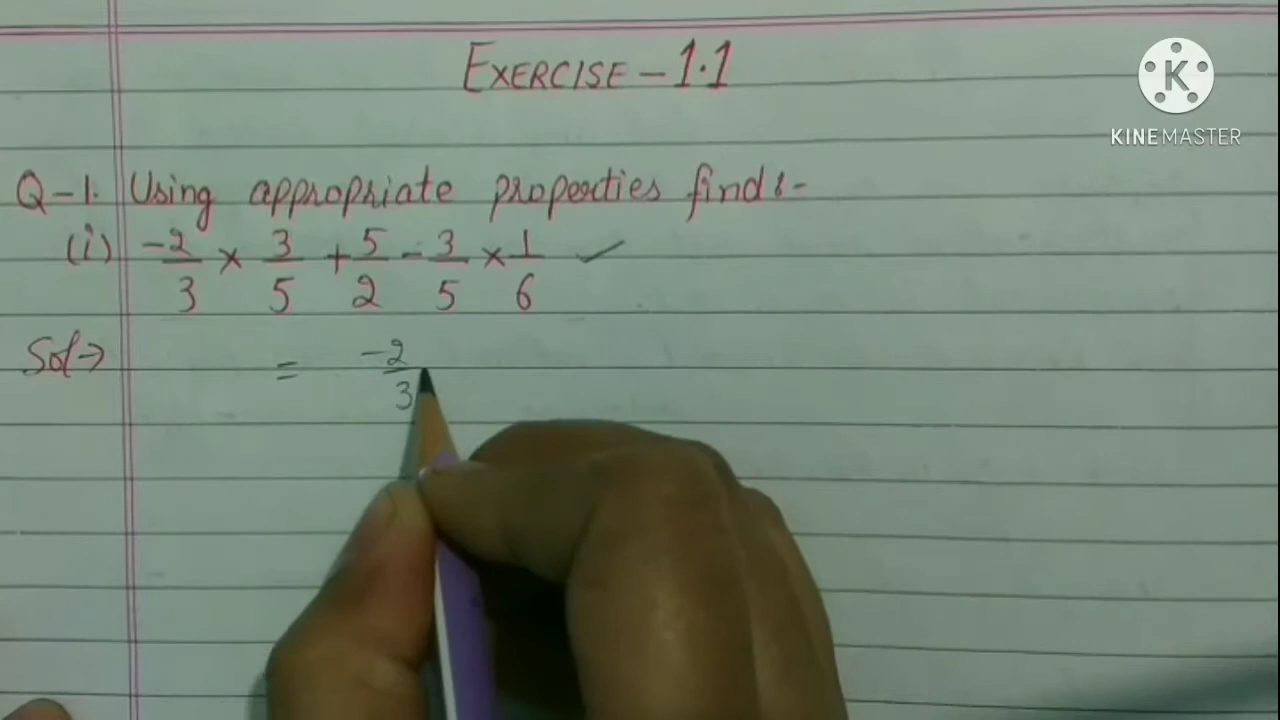 EXERCISE - 1.1
K
KINEMASTER
Q-1. Using appropriate properties find:-
(i) -2/3 × 3/5 + 5/2 - 3/5 × 1/6 ✓
Sol→ = -2/3